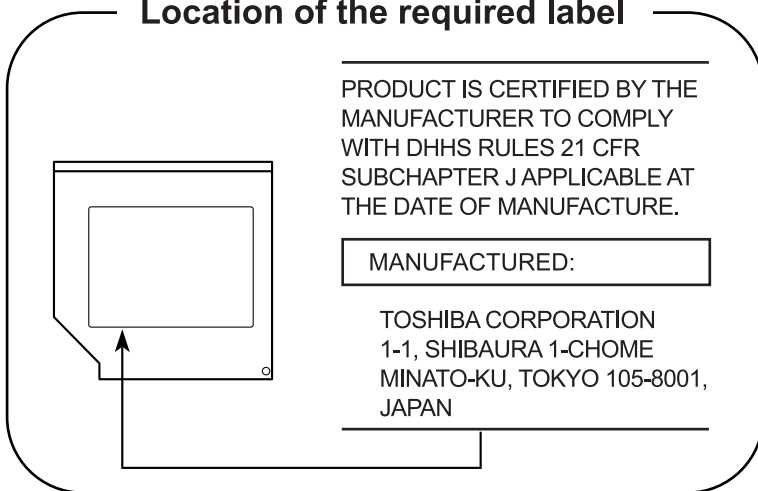 Location of the required label
PRODUCT IS CERTIFIED BY THE
MANUFACTURER TO COMPLY
WITH DHHS RULES 21 CFR
SUBCHAPTER J APPLICABLE AT
THE DATE OF MANUFACTURE.
MANUFACTURED:
TOSHIBA CORPORATION
1-1, SHIBAURA 1-CHOME
MINATO-KU, TOKYO 105-8001,
JAPAN